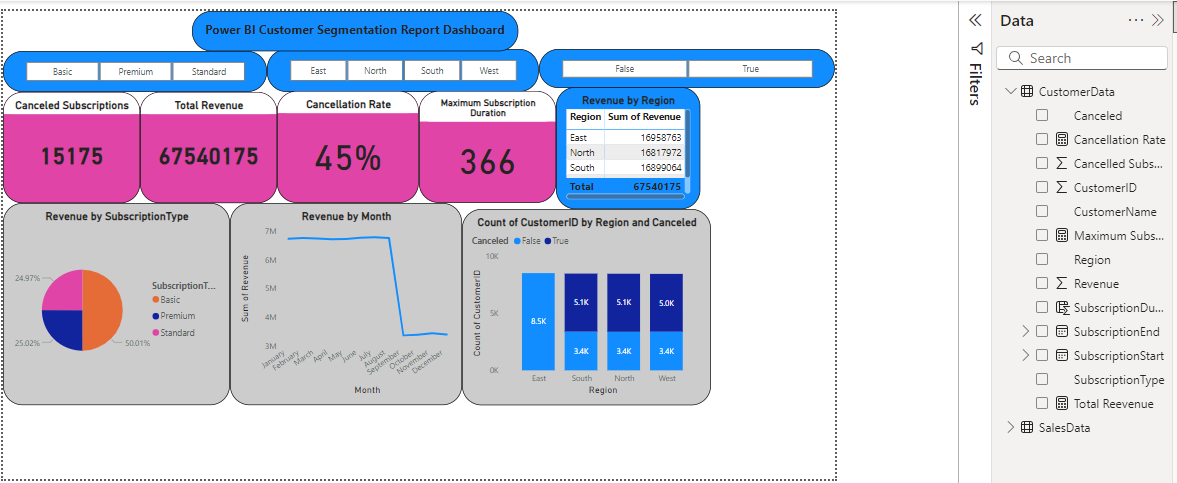 Power BI Customer Segmentation Report Dashboard
Basic Premium Standard
East North South West
False True
Canceled Subscriptions
15175
Total Revenue
67540175
Cancellation Rate
45%
Maximum Subscription
Duration
366
Revenue by Region
Region Sum of Revenue
East 16958763
North 16817972
South 16899064
Total 67540175
Revenue by SubscriptionType
24.97%
25.02%
50.01%
SubscriptionT...
Basic
Premium
Standard
Revenue by Month
Sum of Revenue
7M
6M
5M
4M
3M
January
February
March
April
May
June
July
August
September
October
November
December
Month
Count of CustomerID by Region and Canceled
Canceled False True
Count of CustomerID
10K
5K
0K
8.5K
5.1K 5.1K 5.0K
3.4K 3.4K 3.4K
East South North West
Region
Filters
Data
Search
CustomerData
Canceled
Cancellation Rate
Cancelled Subs...
CustomerID
CustomerName
Maximum Subs...
Region
Revenue
SubscriptionDu...
SubscriptionEnd
SubscriptionStart
SubscriptionType
Total Reevenue
SalesData